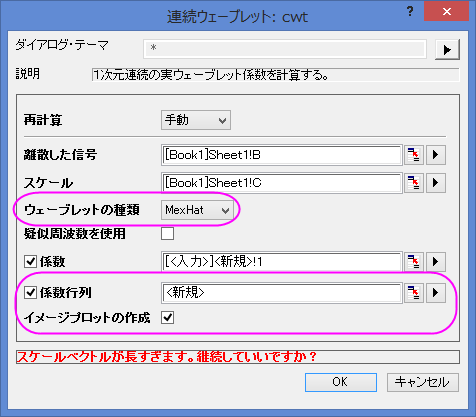 連続ウェーブレット: cwt
? ×
ダイアログ・テーマ *
説明 1次元連続の実ウェーブレット係数を計算する。
再計算 手動
離散した信号 [Book1]Sheet1!B
スケール [Book1]Sheet1!C
ウェーブレットの種類 MexHat
疑似周波数を使用
係数 [<入力>]<新規>!1
係数行列 <新規>
イメージプロットの作成
スケールベクトルが長すぎます。継続していいですか？
OK キャンセル